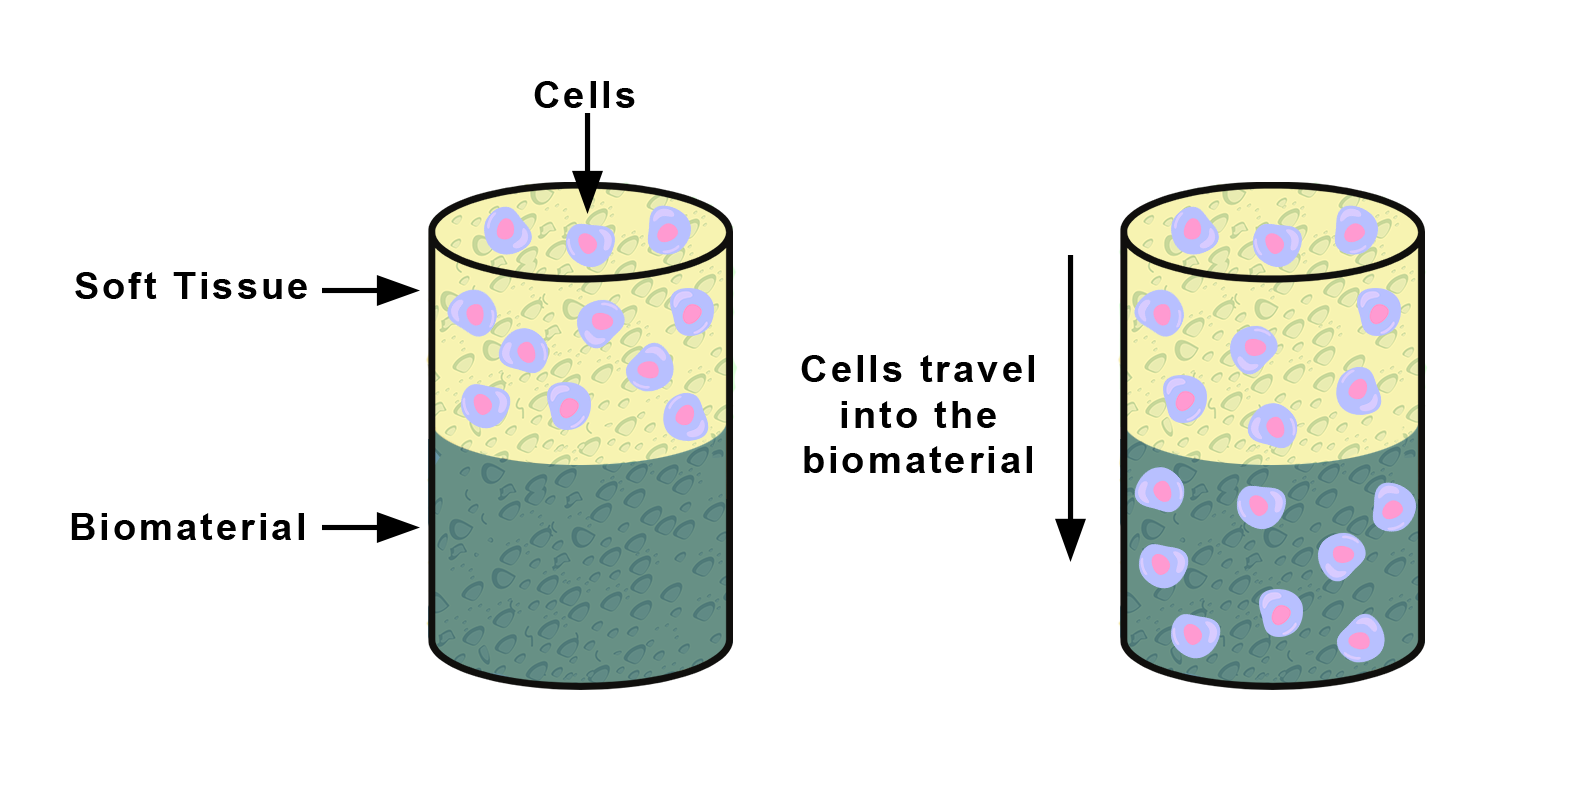 Cells
Soft Tissue
Biomaterial
Cells travel
into the
biomaterial